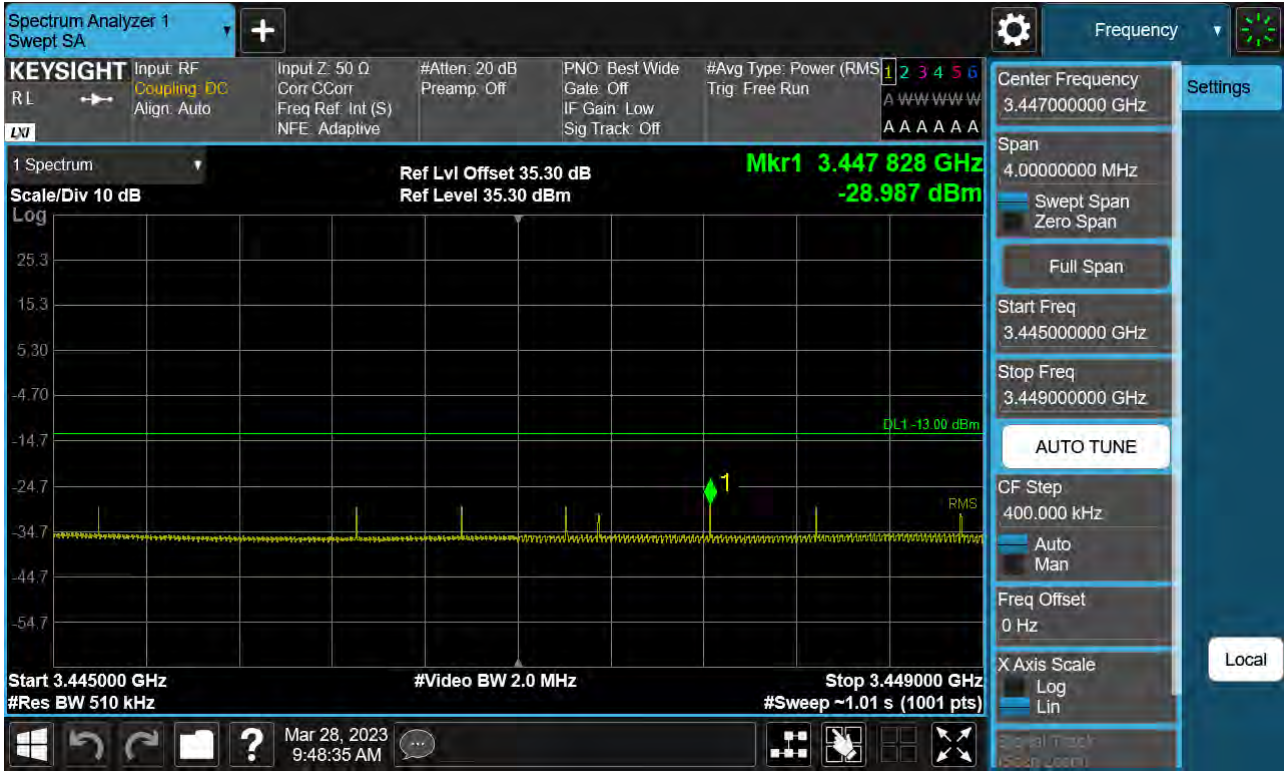 Spectrum Analyzer 1
Swept SA
Frequency
KEYSIGHT
R L
LXI
Input: RF
Coupling: DC
Align: Auto
Input Z: 50 Ω
Corr CCorr
Freq Ref: Int (S)
NFE: Adaptive
#Atten: 20 dB
Preamp: Off
PNO: Best Wide
Gate: Off
IF Gain: Low
Sig Track: Off
#Avg Type: Power (RMS
Trig: Free Run
1 2 3 4 5 6
A W W W W W
A A A A A A
1 Spectrum
Scale/Div 10 dB
Log
Ref Lvl Offset 35.30 dB
Ref Level 35.30 dBm
Mkr1 3.447 828 GHz
-28.987 dBm
25.3
15.3
5.30
-4.70
-14.7
-24.7
-34.7
-44.7
-54.7
DL1 -13.00 dBm
1
RMS
Start 3.445000 GHz
#Res BW 510 kHz
#Video BW 2.0 MHz
Stop 3.449000 GHz
#Sweep ~1.01 s (1001 pts)
Center Frequency
3.447000000 GHz
Span
4.00000000 MHz
Swept Span
Zero Span
Full Span
Start Freq
3.445000000 GHz
Stop Freq
3.449000000 GHz
AUTO TUNE
CF Step
400.000 kHz
Auto
Man
Freq Offset
0 Hz
X Axis Scale
Log
Lin
Signal Track
(Span Zoom)
Settings
Local
?
Mar 28, 2023
9:48:35 AM